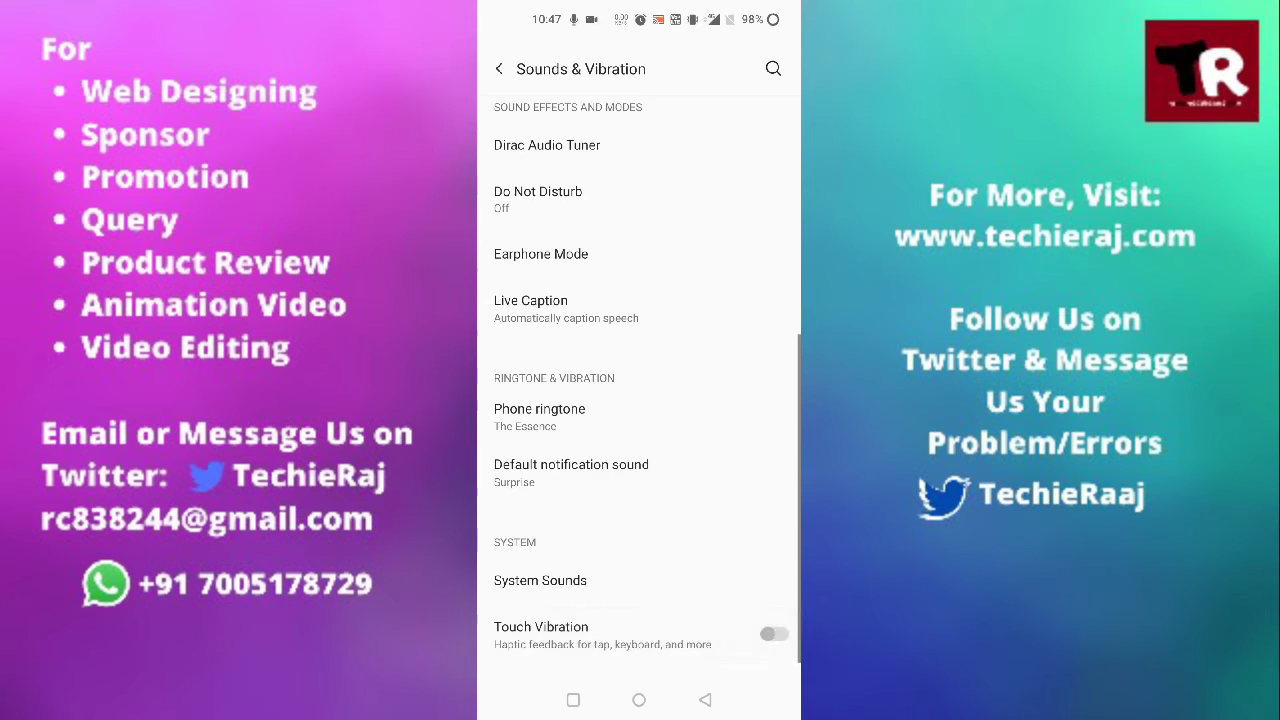 For
• Web Designing
• Sponsor
• Promotion
• Query
• Product Review
• Animation Video
• Video Editing
Email or Message Us on
Twitter: TechieRaj
rc838244@gmail.com
+91 7005178729
10:47
98%
Sounds & Vibration
SOUND EFFECTS AND MODES
Dirac Audio Tuner
Do Not Disturb
Off
Earphone Mode
Live Caption
Automatically caption speech
RINGTONE & VIBRATION
Phone ringtone
The Essence
Default notification sound
Surprise
SYSTEM
System Sounds
Touch Vibration
Haptic feedback for tap, keyboard, and more
TR
For More, Visit:
www.techieraj.com
Follow Us on
Twitter & Message
Us Your
Problem/Errors
TechieRaaj